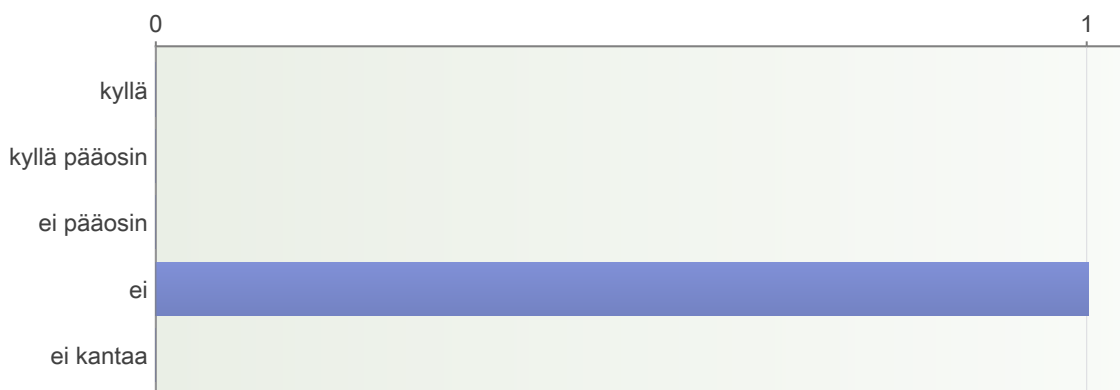 0 1
kyllä
kyllä pääosin
ei pääosin
ei
ei kantaa